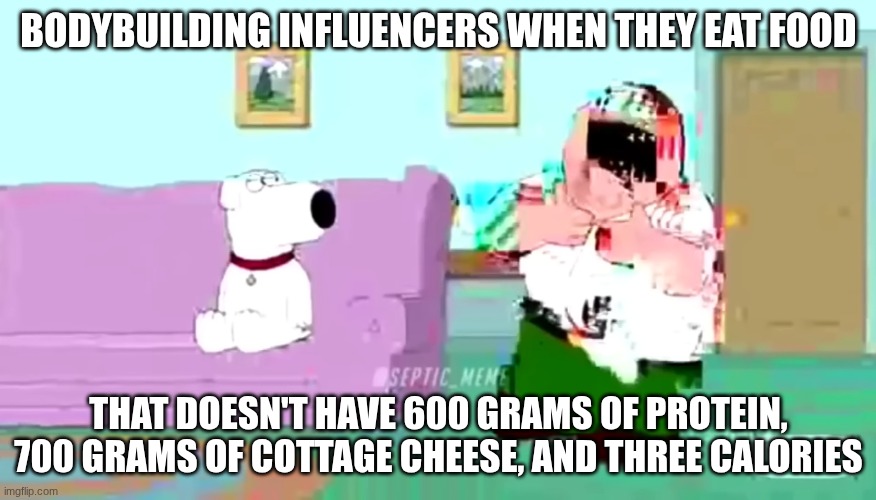 BODYBUILDING INFLUENCERS WHEN THEY EAT FOOD
@SEPTIC_MEME
THAT DOESN'T HAVE 600 GRAMS OF PROTEIN,
700 GRAMS OF COTTAGE CHEESE, AND THREE CALORIES
imgflip.com